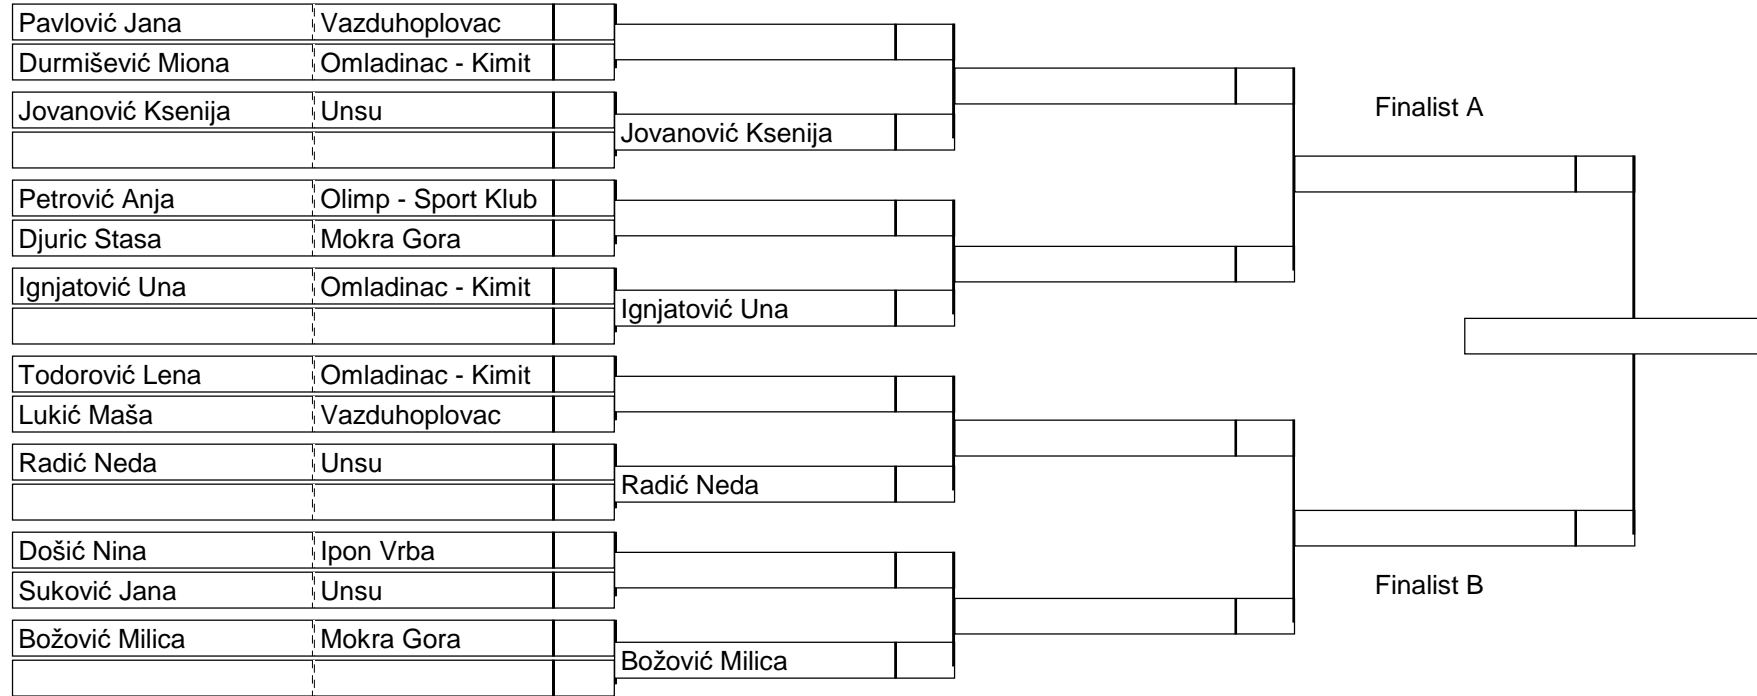 Pavlović Jana Vazduhoplovac
Durmišević Miona Omladinac - Kimit
Jovanović Ksenija Unsu
Jovanović Ksenija
Petrović Anja Olimp - Sport Klub
Djuric Stasa Mokra Gora
Ignjatović Una Omladinac - Kimit
Ignjatović Una
Todorović Lena Omladinac - Kimit
Lukić Maša Vazduhoplovac
Radić Neda Unsu
Radić Neda
Došić Nina Ipon Vrba
Suković Jana Unsu
Božović Milica Mokra Gora
Božović Milica
Finalist A
Finalist B